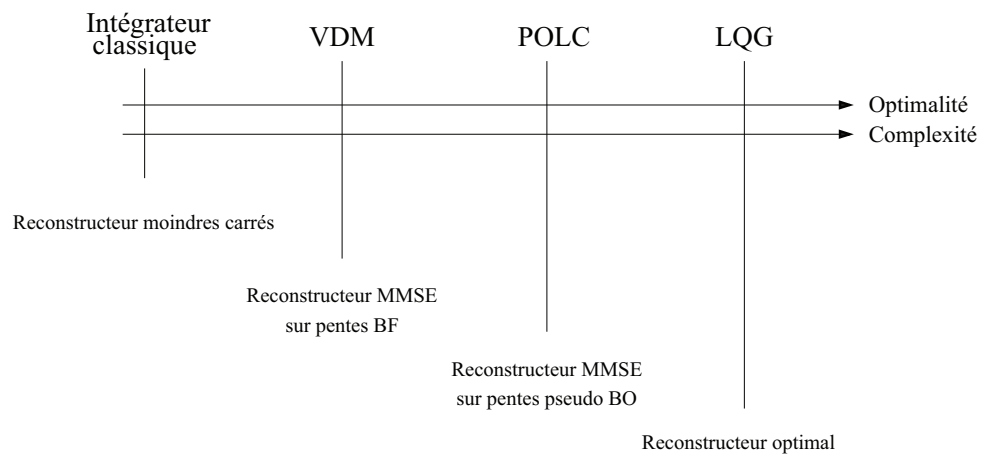 Intégrateur
classique
VDM
POLC
LQG
Optimalité
Complexité
Reconstructeur moindres carrés
Reconstructeur MMSE
sur pentes BF
Reconstructeur MMSE
sur pentes pseudo BO
Reconstructeur optimal